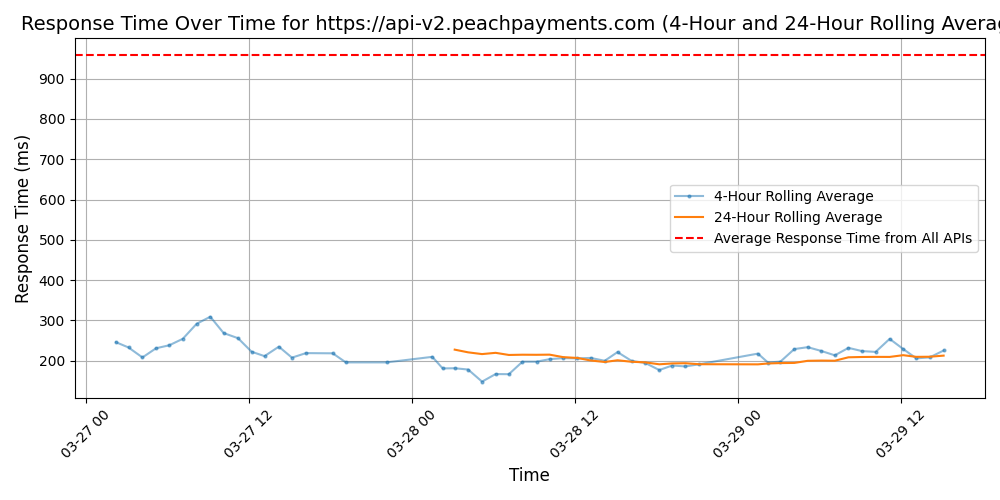 Response Time Over Time for https://api-v2.peachpayments.com (4-Hour and 24-Hour Rolling Averag
Response Time (ms)
900
800
700
600
500
400
300
200
4-Hour Rolling Average
24-Hour Rolling Average
Average Response Time from All APIs
03-27 00
03-27 12
03-28 00
03-28 12
03-29 00
03-29 12
Time